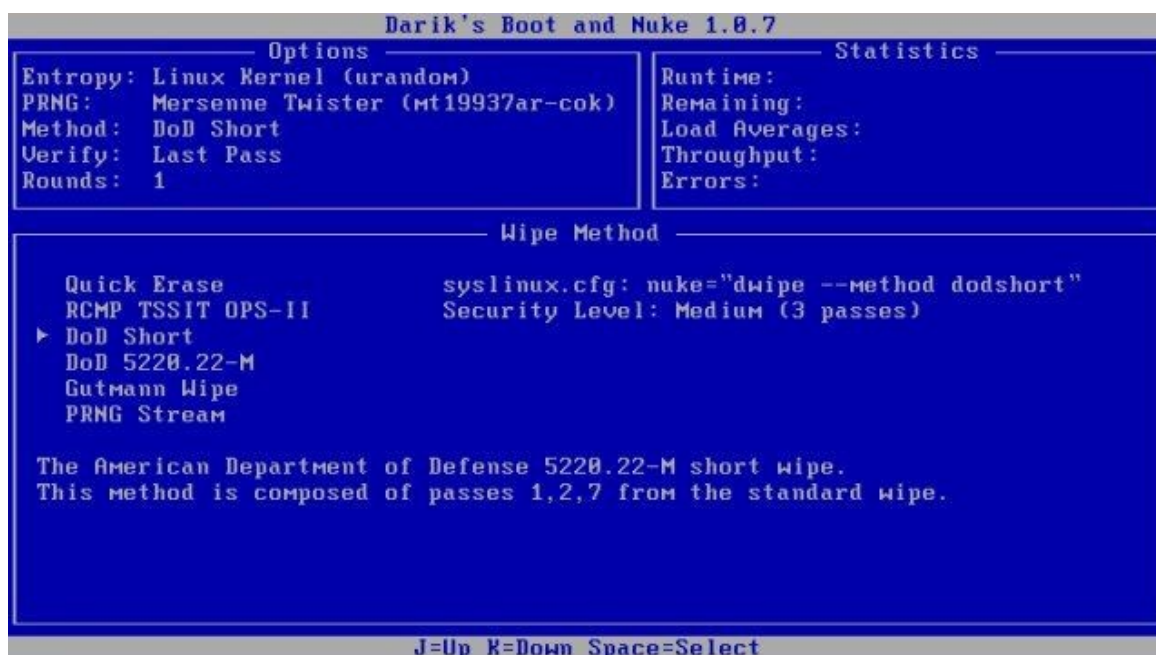 Darik's Boot and Nuke 1.0.7
Options
Entropy: Linux Kernel (urandom)
PRNG: Mersenne Twister (mt19937ar-cok)
Method: DoD Short
Verify: Last Pass
Rounds: 1
Statistics
Runtime:
Remaining:
Load Averages:
Throughput:
Errors:
Wipe Method
Quick Erase syslinux.cfg: nuke="dwipe --method dodshort"
RCMP TSSIT OPS-II Security Level: Medium (3 passes)
► DoD Short
DoD 5220.22-M
Gutmann Wipe
PRNG Stream
The American Department of Defense 5220.22-M short wipe.
This method is composed of passes 1,2,7 from the standard wipe.
J=Up K=Down Space=Select